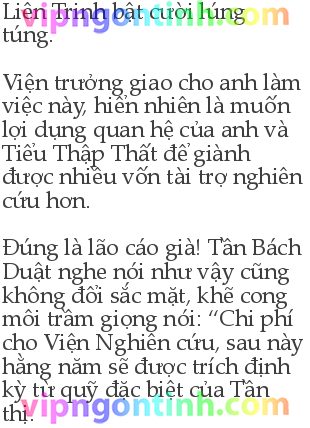 vipngontinh.com
Liên Trinh bật cười lúng
túng.
Viện trưởng giao cho anh làm
việc này, hiển nhiên là muốn
lợi dụng quan hệ của anh và
Tiểu Thập Thất để giành
được nhiều vốn tài trợ nghiên
cứu hơn.
Đúng là lão cáo già! Tần Bách
Duật nghe nói như vậy cũng
không đổi sắc mặt, khẽ cong
môi trầm giọng nói: “Chi phí
cho Viện Nghiên cứu, sau này
hằng năm sẽ được trích định
kỳ từ quỹ đặc biệt của Tần
thị.
vipngontinh.com